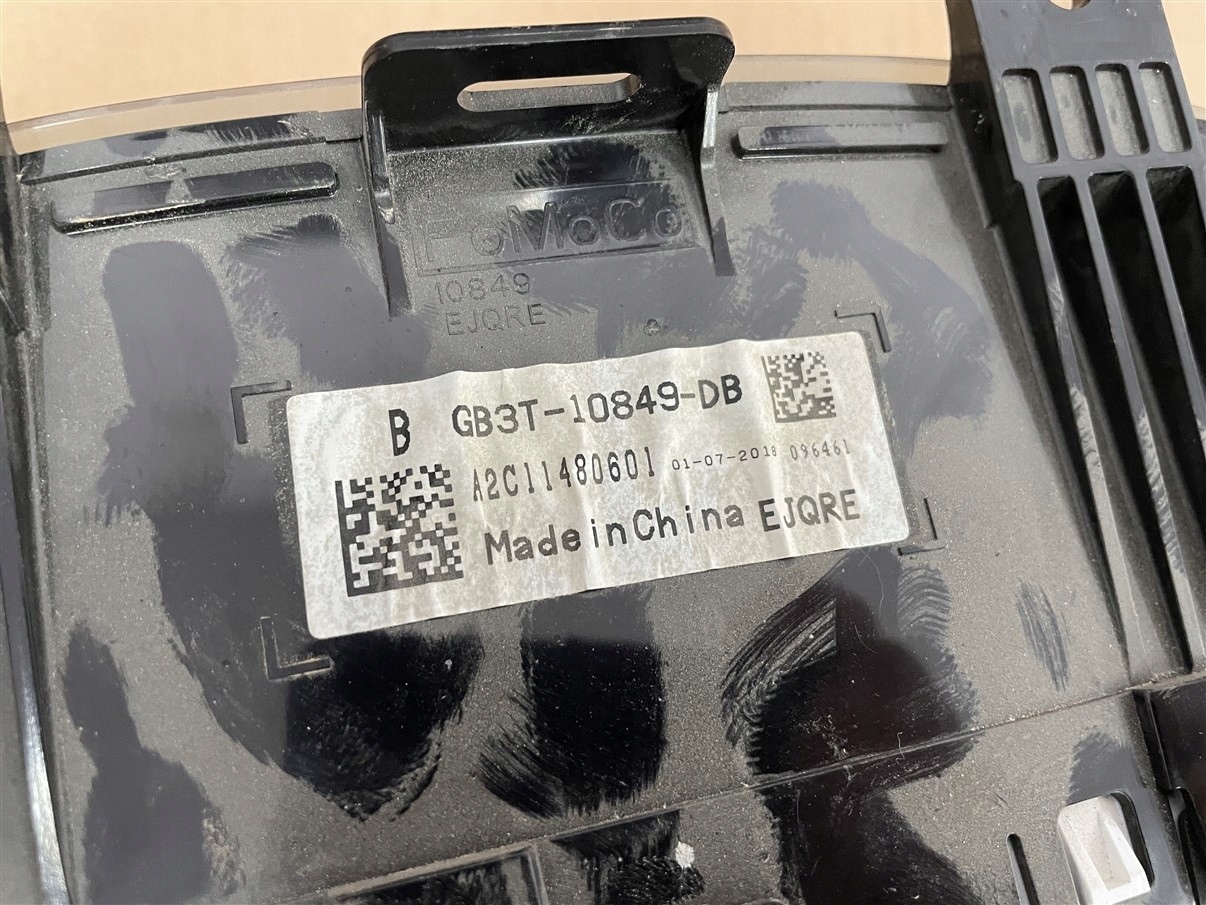 FoMoCo
10849
EJQRE
B GB3T-10849-DB
A2C11480601 01-07-2018 096461
Made in China EJQRE